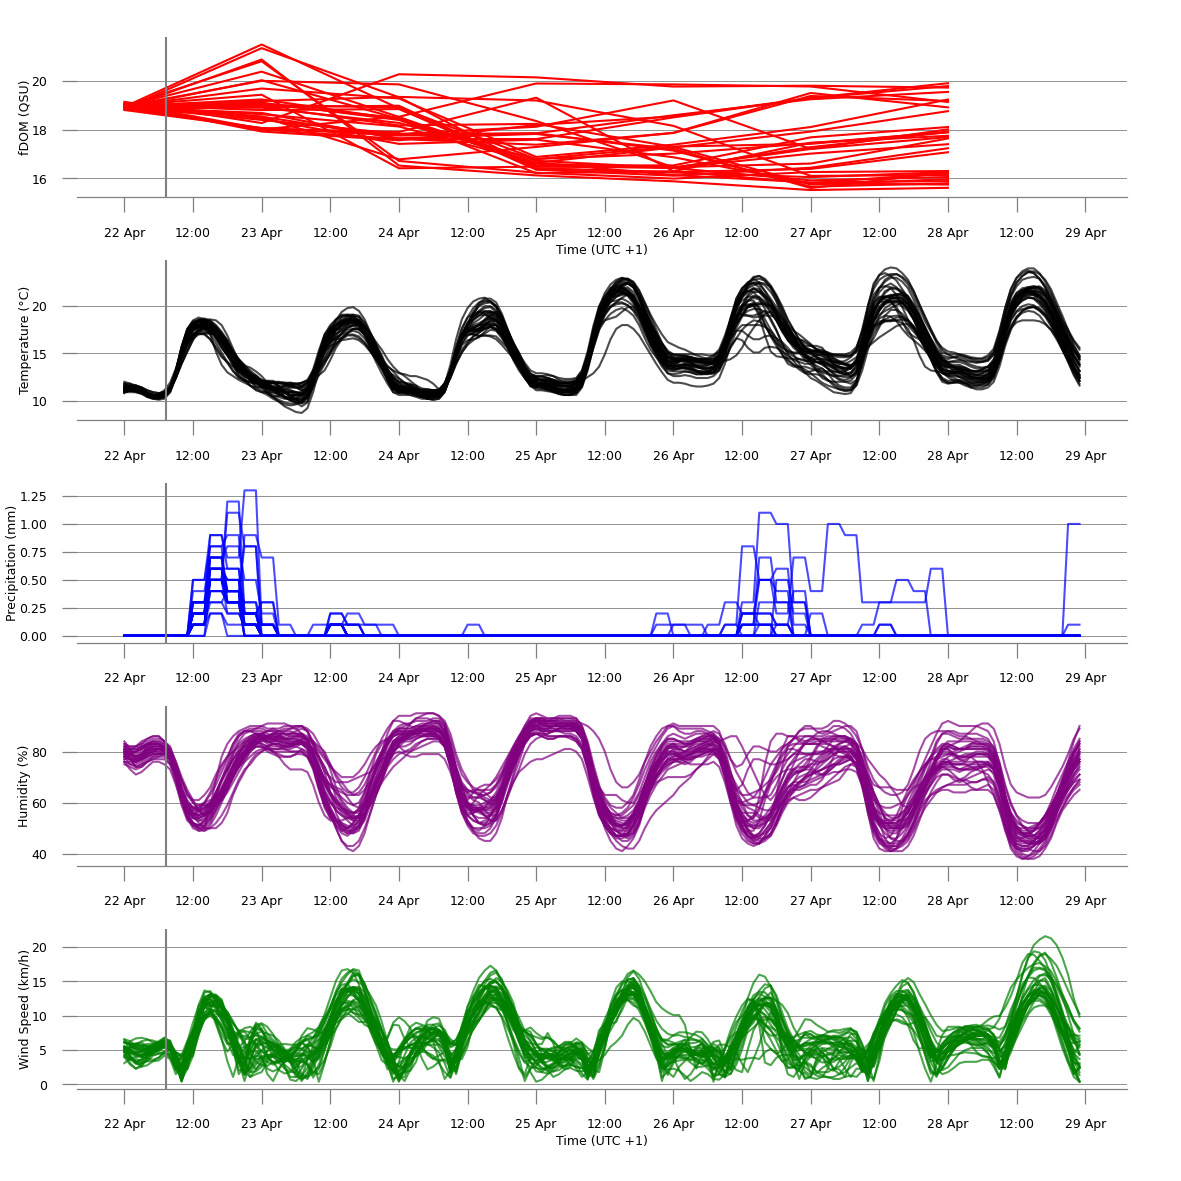 fDOM (QSU)
20
18
16
22 Apr 12:00 23 Apr 12:00 24 Apr 12:00 25 Apr 12:00 26 Apr 12:00 27 Apr 12:00 28 Apr 12:00 29 Apr
Time (UTC +1)
Temperature (°C)
20
15
10
22 Apr 12:00 23 Apr 12:00 24 Apr 12:00 25 Apr 12:00 26 Apr 12:00 27 Apr 12:00 28 Apr 12:00 29 Apr
Precipitation (mm)
1.25
1.00
0.75
0.50
0.25
0.00
22 Apr 12:00 23 Apr 12:00 24 Apr 12:00 25 Apr 12:00 26 Apr 12:00 27 Apr 12:00 28 Apr 12:00 29 Apr
Humidity (%)
80
60
40
22 Apr 12:00 23 Apr 12:00 24 Apr 12:00 25 Apr 12:00 26 Apr 12:00 27 Apr 12:00 28 Apr 12:00 29 Apr
Wind Speed (km/h)
20
15
10
5
0
22 Apr 12:00 23 Apr 12:00 24 Apr 12:00 25 Apr 12:00 26 Apr 12:00 27 Apr 12:00 28 Apr 12:00 29 Apr
Time (UTC +1)